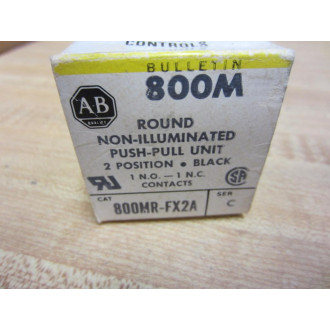 CONTROLS
BULLETIN
800M
AB
ROUND
NON-ILLUMINATED
PUSH-PULL UNIT
2 POSITION • BLACK
1 N.O. — 1 N.C.
CONTACTS
CAT
800MR-FX2A
SER
C
SA